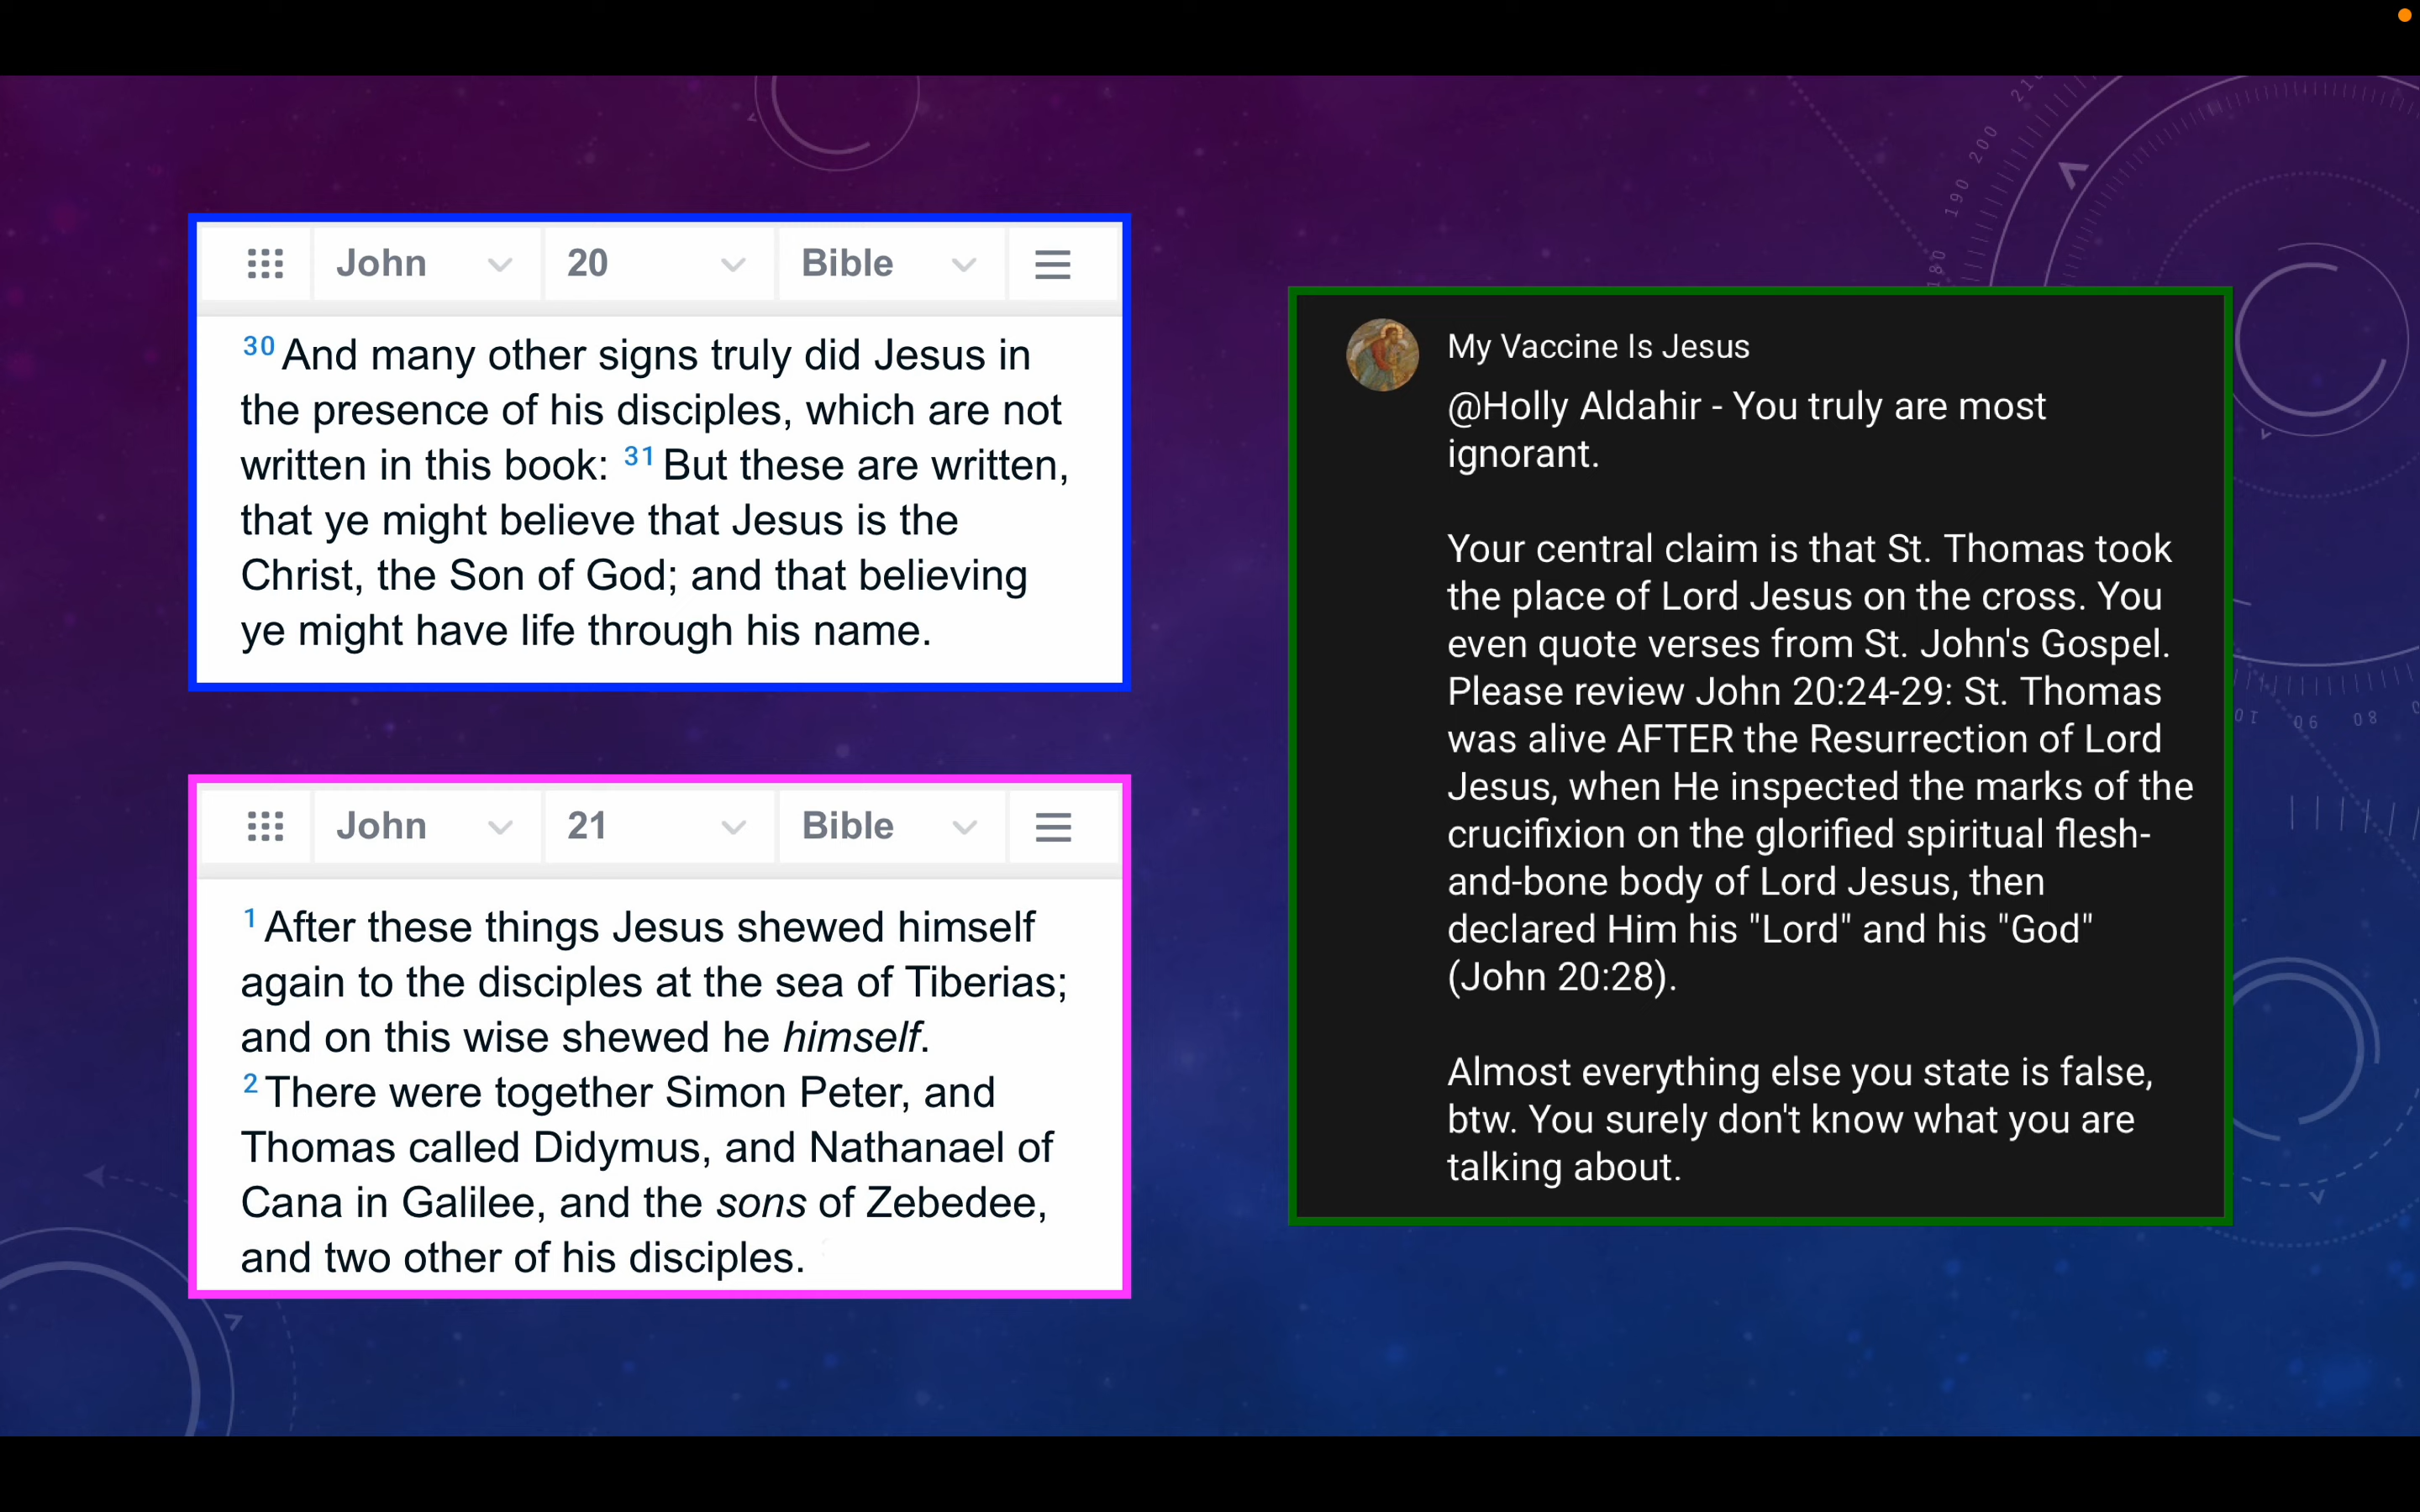 John 20 Bible
30 And many other signs truly did Jesus in
the presence of his disciples, which are not
written in this book: 31 But these are written,
that ye might believe that Jesus is the
Christ, the Son of God; and that believing
ye might have life through his name.
John 21 Bible
1 After these things Jesus shewed himself
again to the disciples at the sea of Tiberias;
and on this wise shewed he himself.
2 There were together Simon Peter, and
Thomas called Didymus, and Nathanael of
Cana in Galilee, and the sons of Zebedee,
and two other of his disciples.
My Vaccine Is Jesus
@Holly Aldahir - You truly are most
ignorant.
Your central claim is that St. Thomas took
the place of Lord Jesus on the cross. You
even quote verses from St. John's Gospel.
Please review John 20:24-29: St. Thomas
was alive AFTER the Resurrection of Lord
Jesus, when He inspected the marks of the
crucifixion on the glorified spiritual flesh-
and-bone body of Lord Jesus, then
declared Him his "Lord" and his "God"
(John 20:28).
Almost everything else you state is false,
btw. You surely don't know what you are
talking about.
180 190 200
90 80